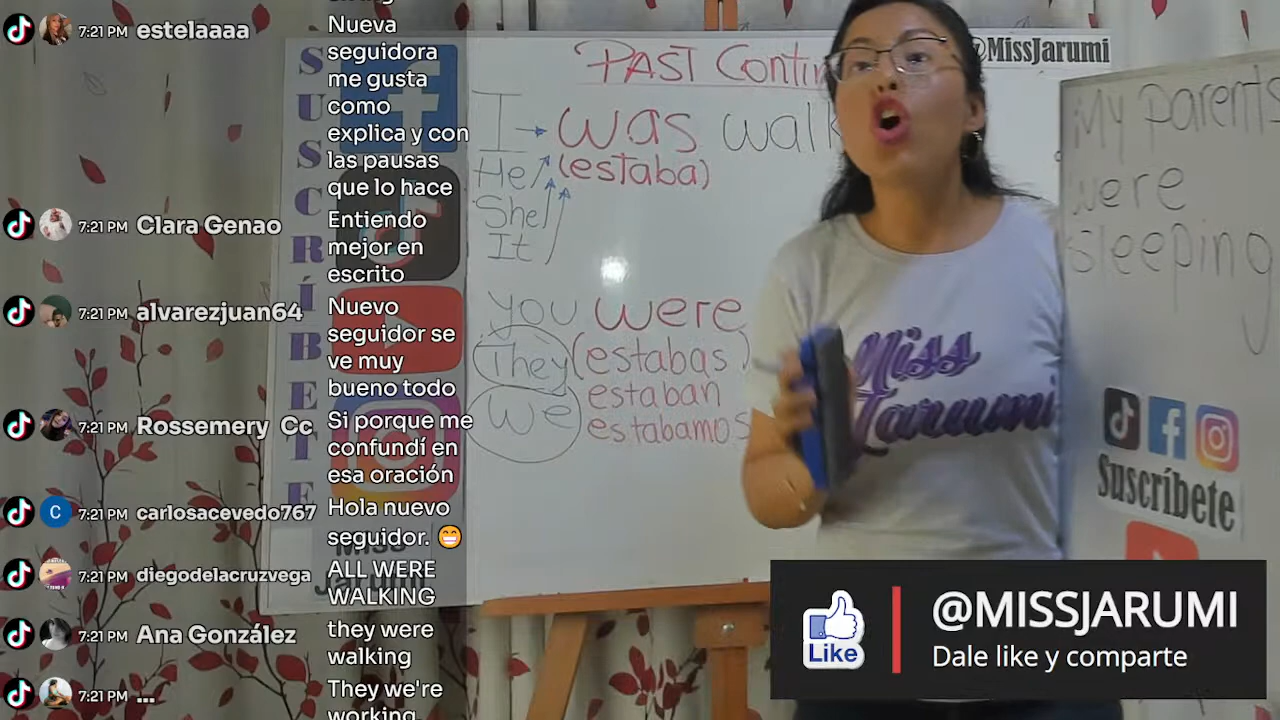 7:21 PM estelaaaa
Nueva
seguidora
me gusta
como
explica y con
las pausas
que lo hace
7:21 PM Clara Genao
Entiendo
mejor en
escrito
7:21 PM alvarezjuan64
Nuevo
seguidor se
ve muy
bueno todo
7:21 PM Rossemery Cc
Si porque me
confundí en
esa oración
C 7:21 PM carlosacevedo767
Hola nuevo
seguidor. 😁
7:21 PM diegodelacruzvega
ALL WERE
WALKING
7:21 PM Ana González
they were
walking
7:21 PM ...
They we're
working
SUSCRÍBETE
Miss
Jarumi
@MissJarumi
PAST Contin
I was walk
He (estaba)
She
It
You were
They (estabas)
estaban
We estabamos
Miss
Jarumi
My parents
were
sleeping
Suscríbete
Like
@MISSJARUMI
Dale like y comparte